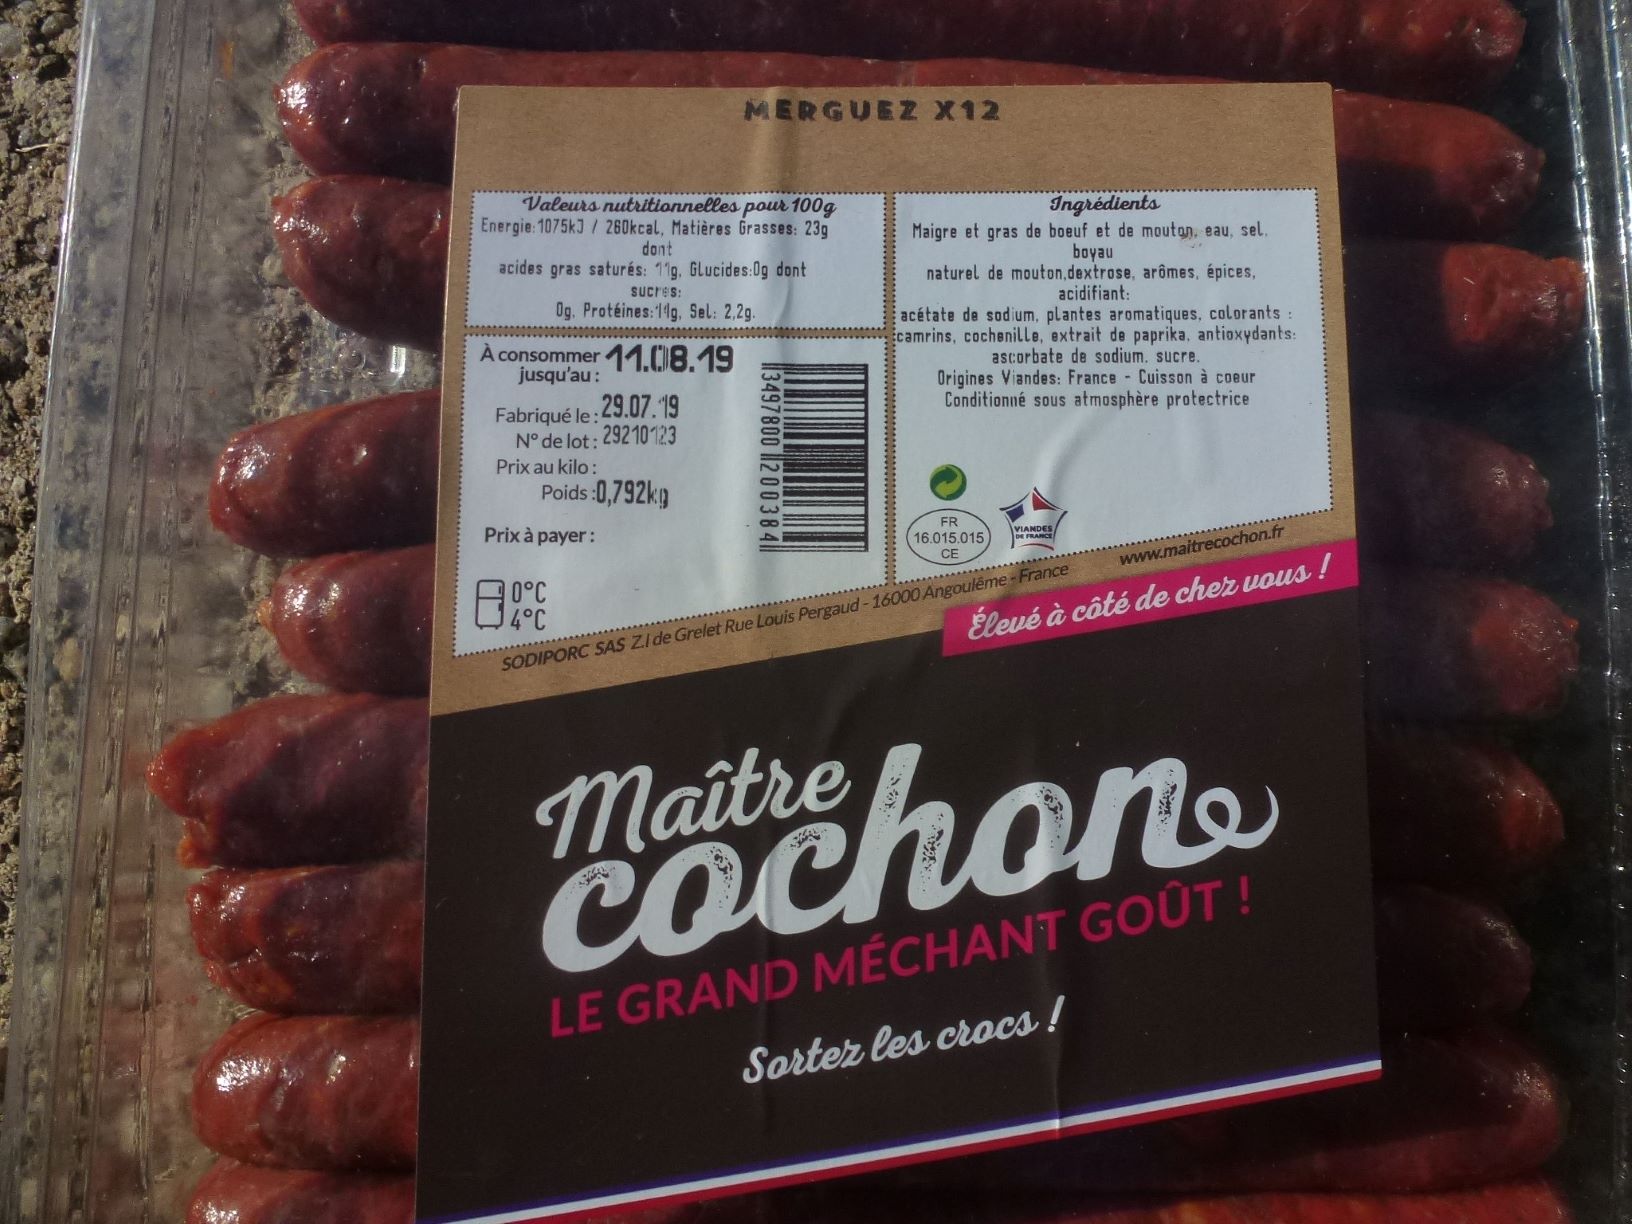 MERGUEZ X12
Valeurs nutritionnelles pour 100g
Energie:1075kJ / 260kcal, Matières Grasses: 23g
dont
acides gras saturés: 11g, Glucides:0g dont
sucres:
0g, Protéines:14g, Sel: 2,2g.
À consommer jusqu'au : 11.08.19
Fabriqué le : 29.07.19
N° de lot : 29210123
Prix au kilo :
Poids :0,792kg
Prix à payer :
0°C
4°C
3497800 200384
Ingrédients
Maigre et gras de boeuf et de mouton, eau, sel,
boyau
naturel de mouton,dextrose, arômes, épices,
acidifiant:
acétate de sodium, plantes aromatiques, colorants :
camrins, cochenille, extrait de paprika, antioxydants:
ascorbate de sodium. sucre.
Origines Viandes: France - Cuisson à coeur
Conditionné sous atmosphère protectrice
FR
16.015.015
CE
VIANDES
DE FRANCE
SODIPORC SAS Z.I de Grelet Rue Louis Pergaud - 16000 Angoulême - France
www.maitrecochon.fr
Élevé à côté de chez vous !
Maître
cochon
LE GRAND MÉCHANT GOÛT !
Sortez les crocs !